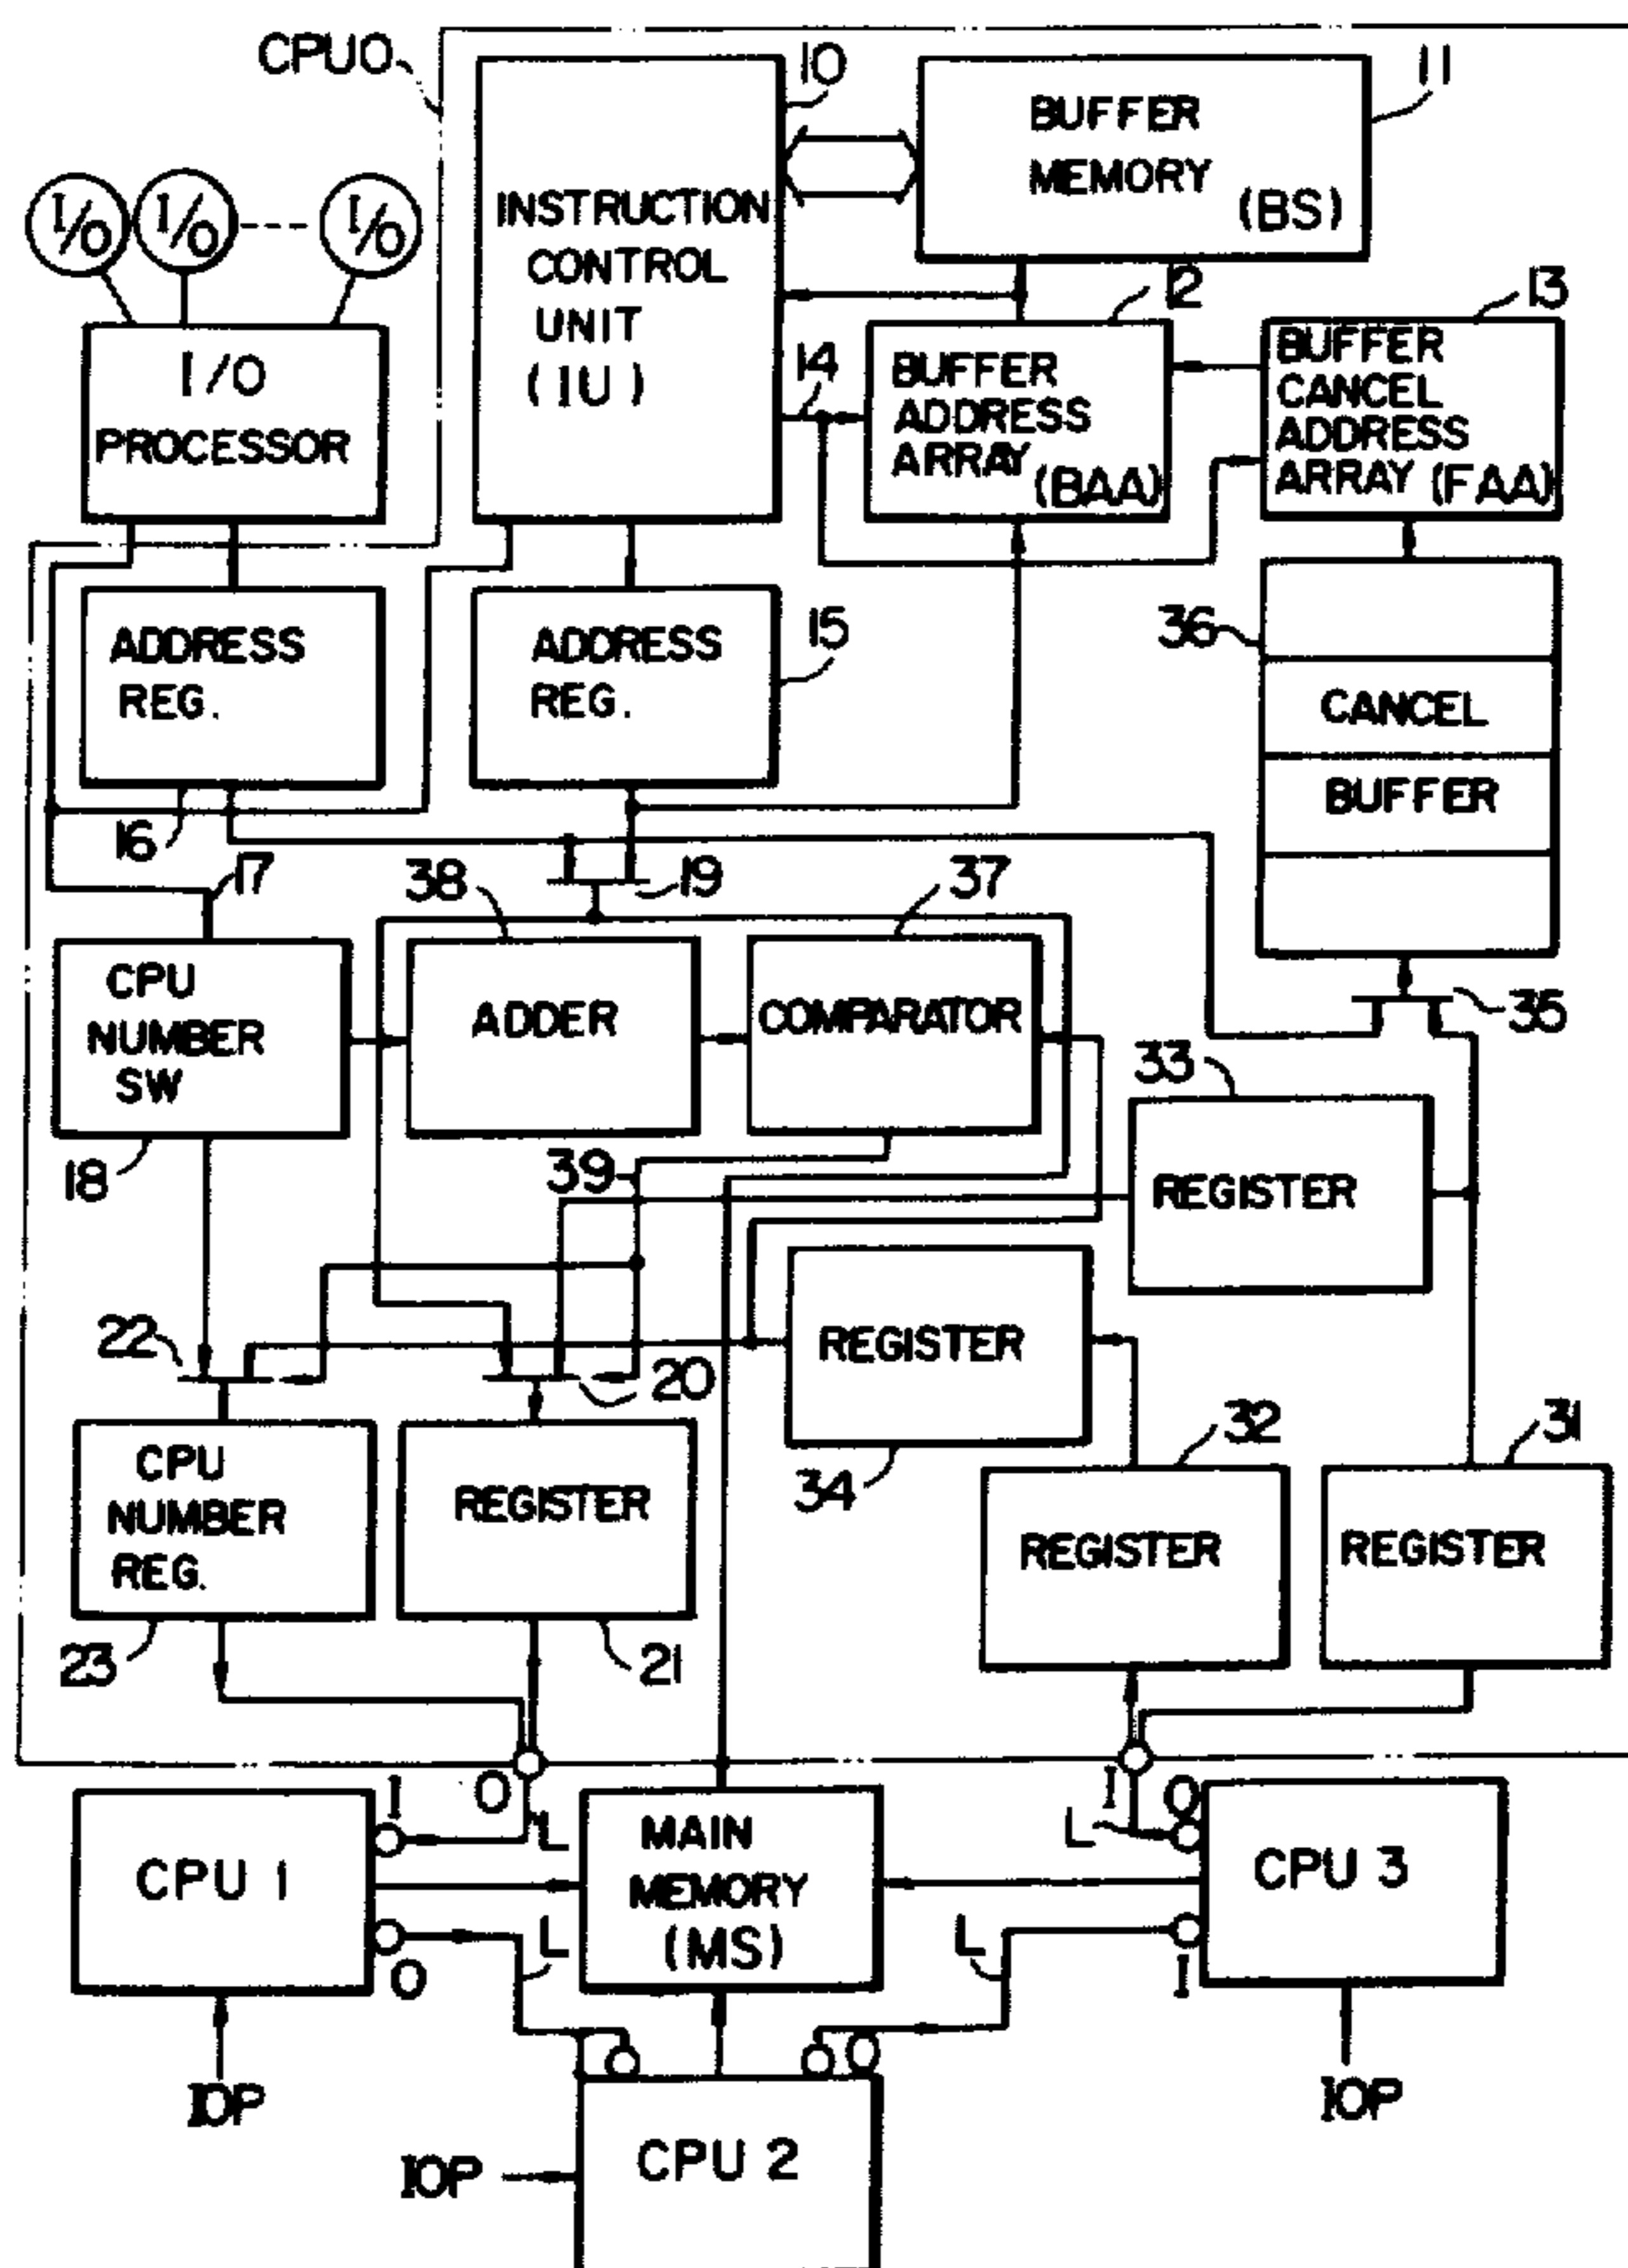 CPU0
10
11
BUFFER
MEMORY
(BS)
I/O
I/O
I/O
INSTRUCTION
CONTROL
UNIT
(IU)
12
13
I/O
PROCESSOR
14
BUFFER
ADDRESS
ARRAY
(BAA)
BUFFER
CANCEL
ADDRESS
ARRAY (FAA)
ADDRESS
REG.
ADDRESS
REG.
15
36
CANCEL
BUFFER
16
17
38
19
37
CPU
NUMBER
SW
ADDER
COMPARATOR
35
33
18
39
REGISTER
22
20
REGISTER
CPU
NUMBER
REG.
REGISTER
34
32
31
REGISTER
REGISTER
23
21
I
O
L
I
O
L
CPU 1
MAIN
MEMORY
(MS)
CPU 3
O
L
L
I
O
IOP
IOP
IOP
CPU 2